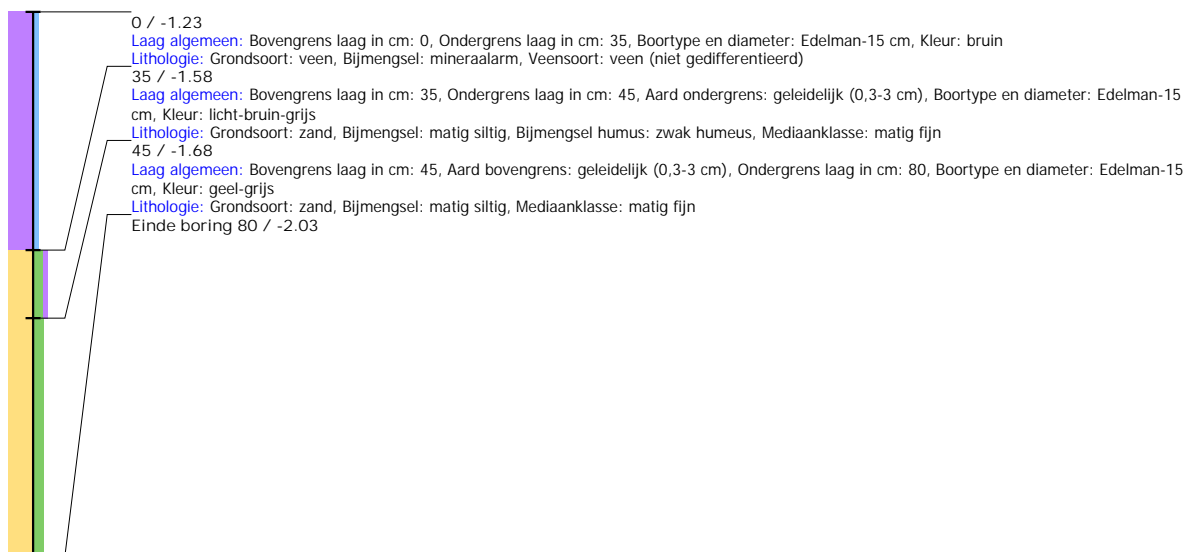 0 / -1.23
Laag algemeen: Bovengrens laag in cm: 0, Ondergrens laag in cm: 35, Boortype en diameter: Edelman-15 cm, Kleur: bruin
Lithologie: Grondsoort: veen, Bijmengsel: mineraalarm, Veensoort: veen (niet gedifferentieerd)
35 / -1.58
Laag algemeen: Bovengrens laag in cm: 35, Ondergrens laag in cm: 45, Aard ondergrens: geleidelijk (0,3-3 cm), Boortype en diameter: Edelman-15
cm, Kleur: licht-bruin-grijs
Lithologie: Grondsoort: zand, Bijmengsel: matig siltig, Bijmengsel humus: zwak humeus, Mediaanklasse: matig fijn
45 / -1.68
Laag algemeen: Bovengrens laag in cm: 45, Aard bovengrens: geleidelijk (0,3-3 cm), Ondergrens laag in cm: 80, Boortype en diameter: Edelman-15
cm, Kleur: geel-grijs
Lithologie: Grondsoort: zand, Bijmengsel: matig siltig, Mediaanklasse: matig fijn
Einde boring 80 / -2.03